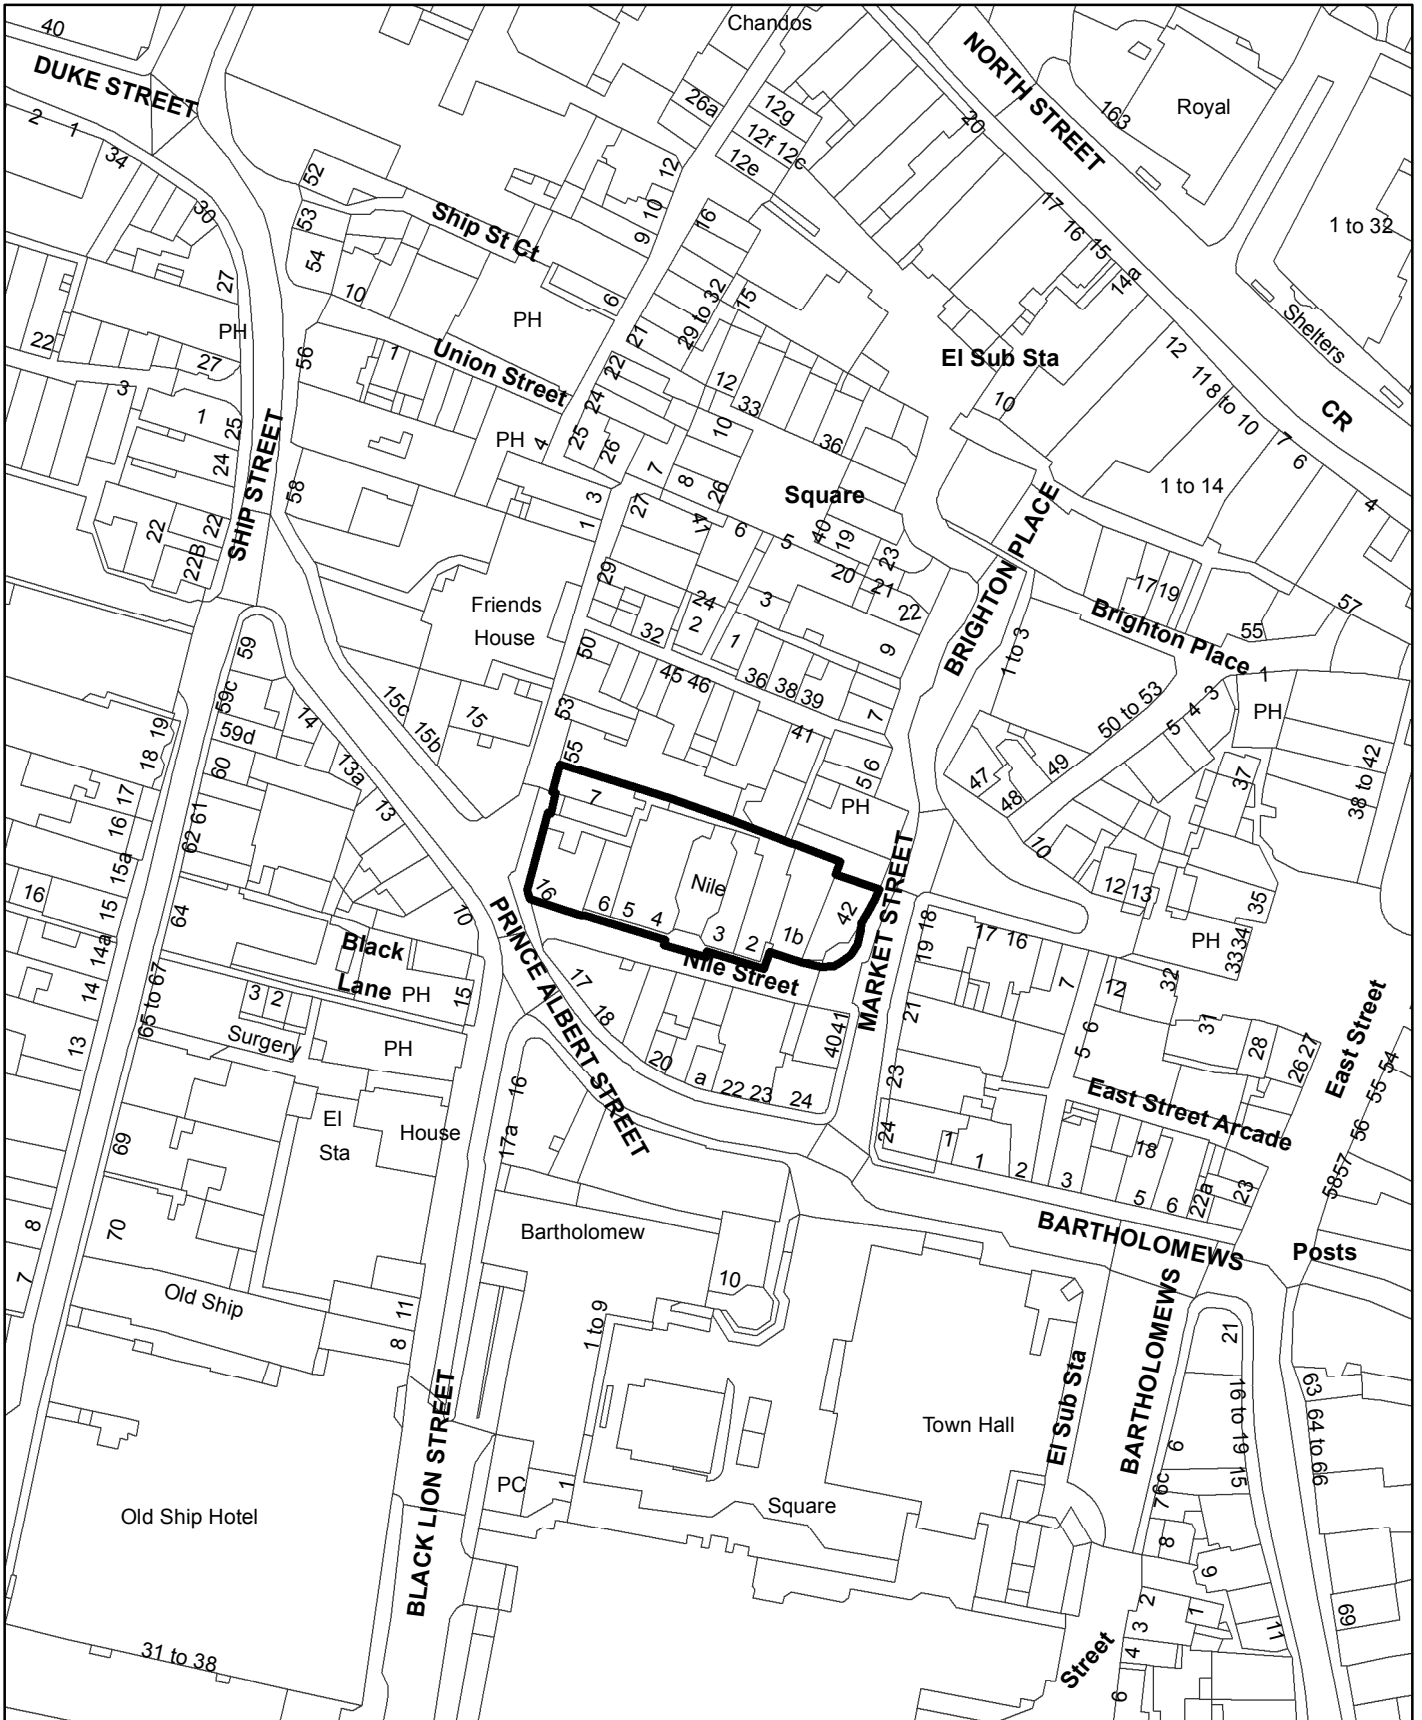 40
DUKE STREET
2
1
34
30
27
PH
22
27
3
1
25
24
22
22
22B
SHIP STREET
52
53
54
10
56
58
Ship St Ct
Union Street
1
PH
PH
4
3
1
Chandos
26a
12g
12f 12c
12e
12
10
9
6
16
15
29 to 32
21
22
24
25
26
12
33
10
36
7
8
26
27
47
6
5
40
19
20
23
21
22
9
Square
NORTH STREET
20
163
Royal
1 to 32
17
16
15
14a
Shelters
El Sub Sta
10
12
11
8 to 10
7
6
CR
4
1 to 14
BRIGHTON PLACE
17
19
Brighton Place
55
57
1
PH
1 to 3
50 to 53
3
4
5
49
48
47
37
38 to 42
Friends
House
29
24
2
32
1
3
50
45 46
36
38
39
7
41
6
5
PH
53
55
59
59c
59d
60
14
13a
13
15c
15b
15
19
18
17
16
15a
15
14a
14
13
16
61
62
64
65 to 67
7
16
6
5
4
Nile
3
2
1b
42
Nile Street
MARKET STREET
PRINCE ALBERT STREET
10
Black
Lane
PH
15
3
2
Surgery
PH
17
18
20
a
22
23
24
40
41
18
19
17
16
21
23
24
10
12
13
PH
35
34
33
32
7
12
6
5
31
28
26
27
East Street
54
55
56
57
58
East Street Arcade
18
1
1
2
3
5
6
22a
23
El
Sta
House
16
17a
69
70
8
7
Old Ship
11
8
Bartholomew
10
1 to 9
BARTHOLOMEWS
Posts
BARTHOLOMEWS
El Sub Sta
Town Hall
Square
PC
1
BLACK LION STREET
Old Ship Hotel
31 to 38
21
16 to 19
15
6
6c
7
8
9
2
1
3
4
6
11
63
64 to 66
69
Street